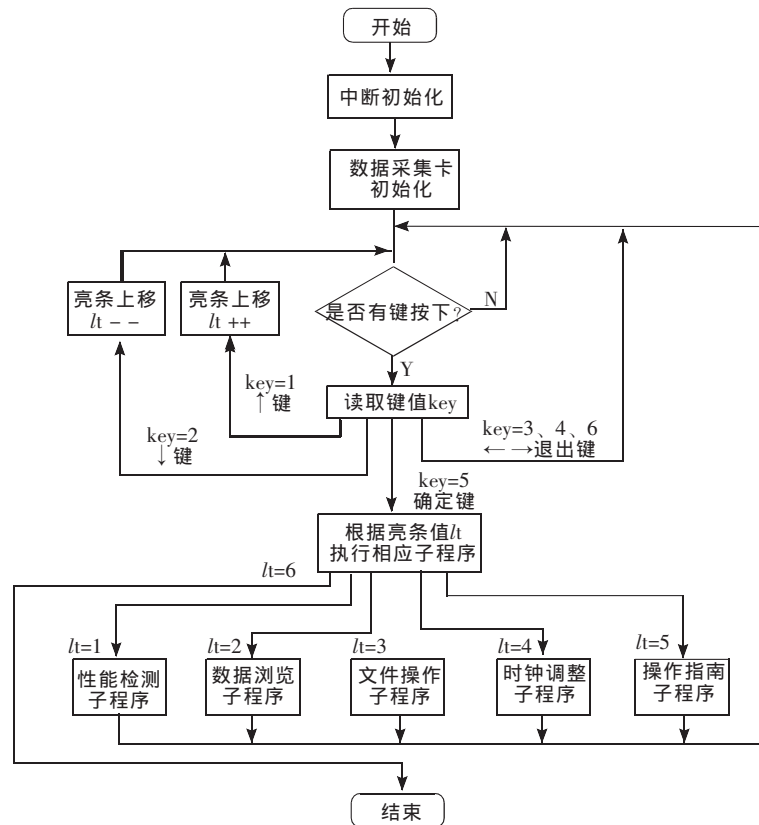 开始
中断初始化
数据采集卡
初始化
亮条上移
lt - -
亮条上移
lt ++
是否有键按下?
N
Y
key=1
↑键
读取键值key
key=2
↓键
key=3、4、6
← →退出键
key=5
确定键
根据亮条值lt
执行相应子程序
lt=6
lt=1
lt=2
lt=3
lt=4
lt=5
性能检测
子程序
数据浏览
子程序
文件操作
子程序
时钟调整
子程序
操作指南
子程序
结束